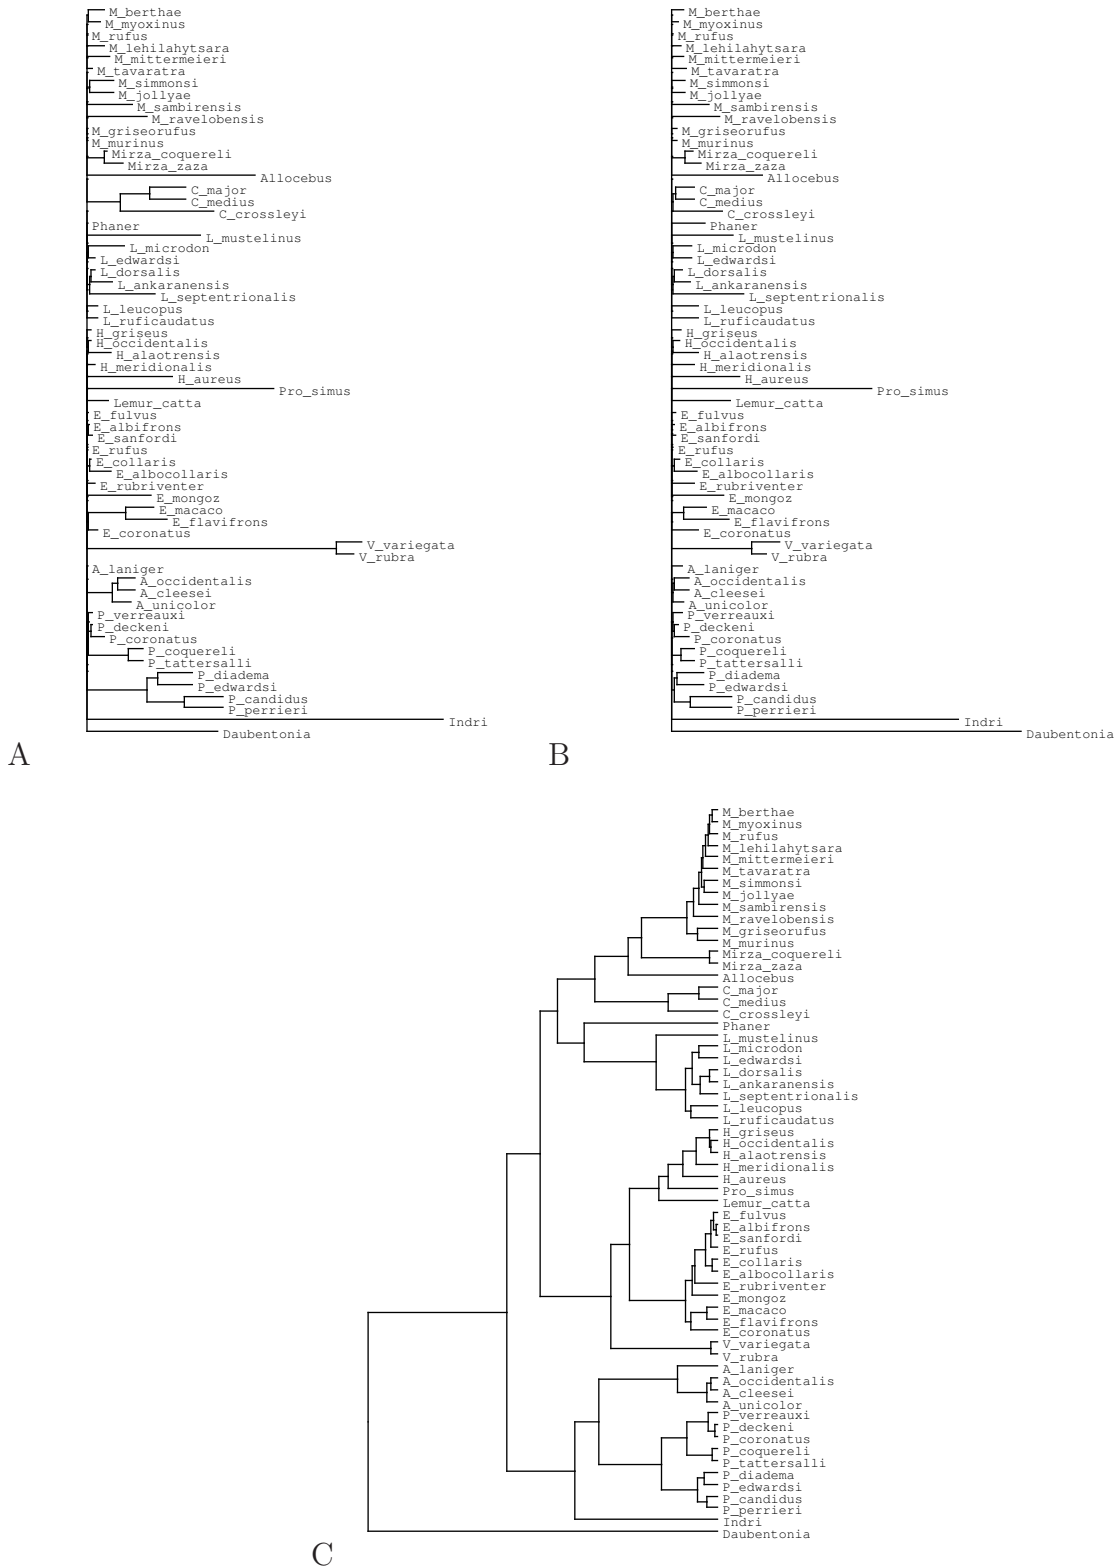 M_berthae
M_myoxinus
M_rufus
M_lehilahytsara
M_mittermeieri
M_tavaratra
M_simmonsi
M_jollyae
M_sambirensis
M_ravelobensis
M_griseorufus
M_murinus
Mirza_coquereli
Mirza_zaza
Allocebus
C_major
C_medius
C_crossleyi
Phaner
L_mustelinus
L_microdon
L_edwardsi
L_dorsalis
L_ankaranensis
L_septentrionalis
L_leucopus
L_ruficaudatus
H_griseus
H_occidentalis
H_alaotrensis
H_meridionalis
H_aureus
Pro_simus
Lemur_catta
E_fulvus
E_albifrons
E_sanfordi
E_rufus
E_collaris
E_albocollaris
E_rubriventer
E_mongoz
E_macaco
E_flavifrons
E_coronatus
V_variegata
V_rubra
A_laniger
A_occidentalis
A_cleesei
A_unicolor
P_verreauxi
P_deckeni
P_coronatus
P_coquereli
P_tattersalli
P_diadema
P_edwardsi
P_candidus
P_perrieri
Indri
Daubentonia
A
M_berthae
M_myoxinus
M_rufus
M_lehilahytsara
M_mittermeieri
M_tavaratra
M_simmonsi
M_jollyae
M_sambirensis
M_ravelobensis
M_griseorufus
M_murinus
Mirza_coquereli
Mirza_zaza
Allocebus
C_major
C_medius
C_crossleyi
Phaner
L_mustelinus
L_microdon
L_edwardsi
L_dorsalis
L_ankaranensis
L_septentrionalis
L_leucopus
L_ruficaudatus
H_griseus
H_occidentalis
H_alaotrensis
H_meridionalis
H_aureus
Pro_simus
Lemur_catta
E_fulvus
E_albifrons
E_sanfordi
E_rufus
E_collaris
E_albocollaris
E_rubriventer
E_mongoz
E_macaco
E_flavifrons
E_coronatus
V_variegata
V_rubra
A_laniger
A_occidentalis
A_cleesei
A_unicolor
P_verreauxi
P_deckeni
P_coronatus
P_coquereli
P_tattersalli
P_diadema
P_edwardsi
P_candidus
P_perrieri
Indri
Daubentonia
B
M_berthae
M_myoxinus
M_rufus
M_lehilahytsara
M_mittermeieri
M_tavaratra
M_simmonsi
M_jollyae
M_sambirensis
M_ravelobensis
M_griseorufus
M_murinus
Mirza_coquereli
Mirza_zaza
Allocebus
C_major
C_medius
C_crossleyi
Phaner
L_mustelinus
L_microdon
L_edwardsi
L_dorsalis
L_ankaranensis
L_septentrionalis
L_leucopus
L_ruficaudatus
H_griseus
H_occidentalis
H_alaotrensis
H_meridionalis
H_aureus
Pro_simus
Lemur_catta
E_fulvus
E_albifrons
E_sanfordi
E_rufus
E_collaris
E_albocollaris
E_rubriventer
E_mongoz
E_macaco
E_flavifrons
E_coronatus
V_variegata
V_rubra
A_laniger
A_occidentalis
A_cleesei
A_unicolor
P_verreauxi
P_deckeni
P_coronatus
P_coquereli
P_tattersalli
P_diadema
P_edwardsi
P_candidus
P_perrieri
Indri
Daubentonia
C